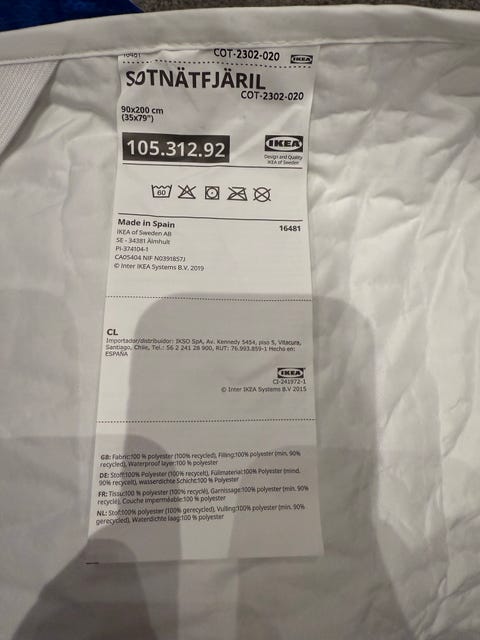 16481
COT-2302-020
IKEA
SOTNÄTFJÄRIL
COT-2302-020
90x200 cm
(35x79")
105.312.92
IKEA
Design and Quality
IKEA of Sweden
60
Made in Spain
16481
IKEA of Sweden AB
SE - 34381 Älmhult
PI-374104-1
CA05404 NIF N0391857J
© Inter IKEA Systems B.V. 2019
CL
Importador/distribuidor: IKSO SpA, Av. Kennedy 5454, piso 5, Vitacura,
Santiago, Chile, Tel.: 56 2 241 28 900, RUT: 76.993.859-1 Hecho en:
ESPAÑA
IKEA
CI-241972-1
© Inter IKEA Systems B.V 2015
GB: Fabric:100 % polyester (100% recycled), Filling:100% polyester (min. 90%
recycled), Waterproof layer:100 % polyester
DE: Stoff:100% Polyester (100% recycelt), Füllmaterial:100% Polyester (mind.
90% recycelt), wasserdichte Schicht:100 % Polyester
FR: Tissu:100 % polyester (100% recyclé), Garnissage:100% polyester (min. 90%
recyclé), Couche imperméable:100 % polyester
NL: Stof:100% polyester (100% gerecycled), Vulling:100% polyester (min. 90%
gerecycled), Waterdichte laag:100 % polyester